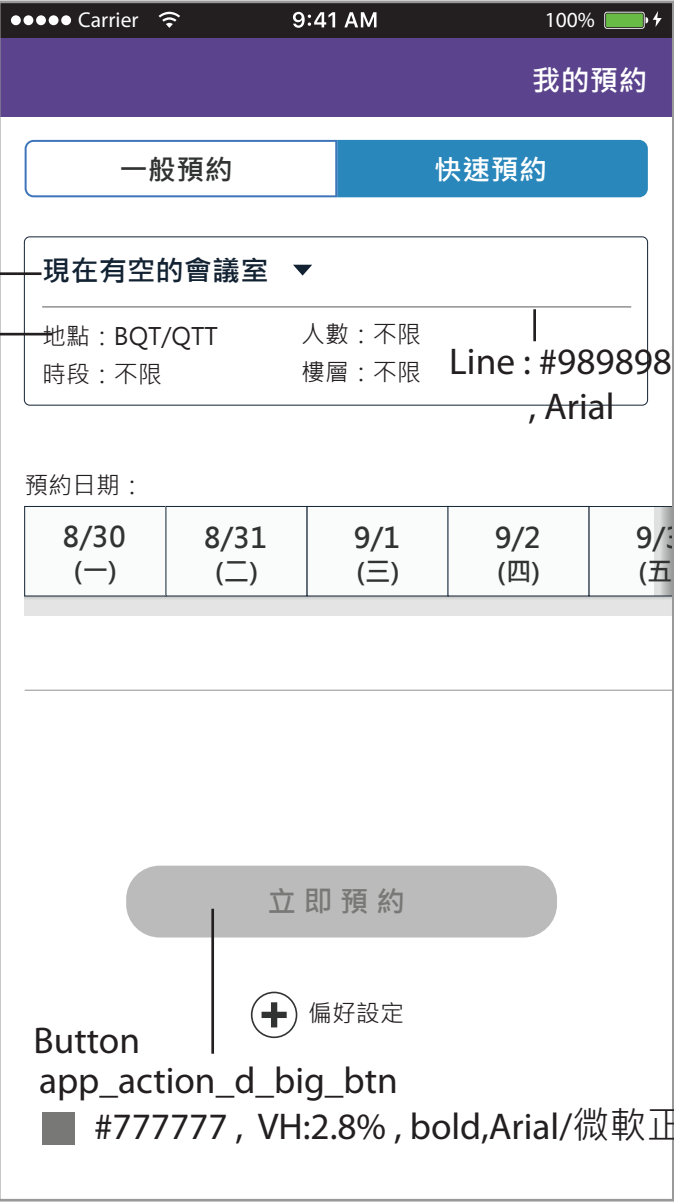 Carrier 9:41 AM 100%
我的預約
一般預約 快速預約
現在有空的會議室
地點：BQT/QTT 人數：不限
時段：不限 樓層：不限
Line : #989898
, Arial
預約日期：
8/30 8/31 9/1 9/2 9/3
(一) (二) (三) (四) (五
立即預約
偏好設定
Button
app_action_d_big_btn
#777777 , VH:2.8% , bold,Arial/微軟正